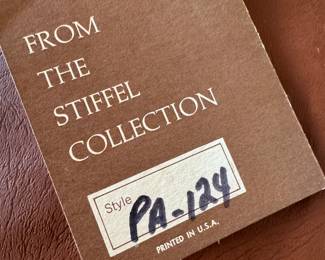 FROM
THE
STIFFEL
COLLECTION
Style PA-124
PRINTED IN U.S.A.